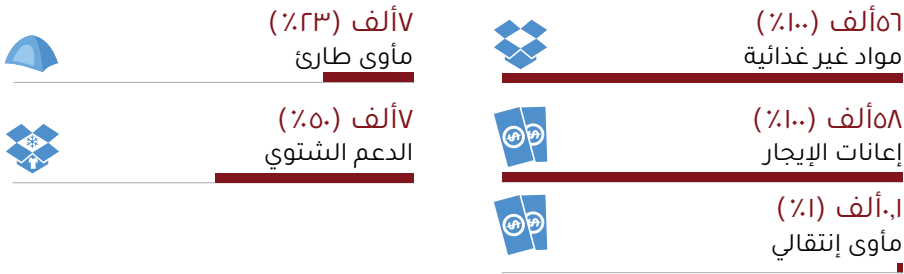 ٥٦ألف (١٠٠٪)
مواد غير غذائية
٥٨ألف (١٠٠٪)
إعانات الإيجار
٠,١ألف (١٪)
مأوى إنتقالي
٧ألف (٢٣٪)
مأوى طارئ
٧ألف (٥٠٪)
الدعم الشتوي